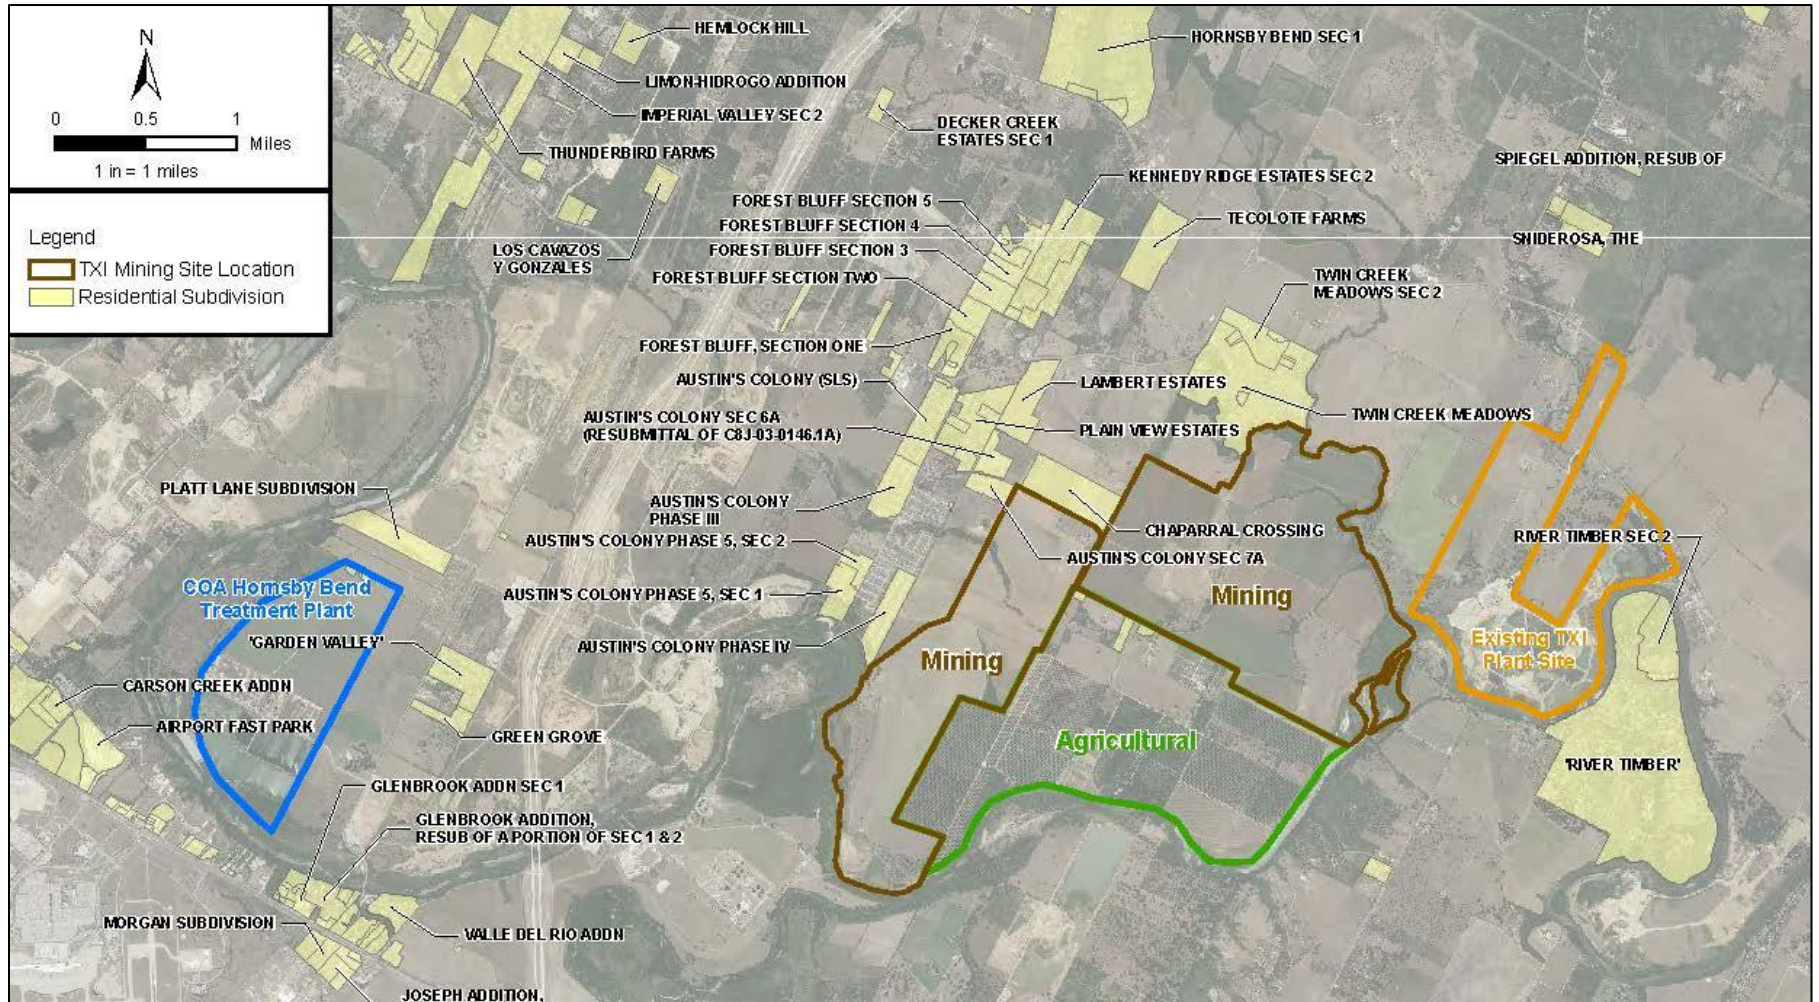 N
0 0.5 1
Miles
1 in = 1 miles
Legend
TXI Mining Site Location
Residential Subdivision
HEMLOCK HILL
LIMON-HIDROGO ADDITION
IMPERIAL VALLEY SEC 2
THUNDERBIRD FARMS
HORNSBY BEND SEC 1
DECKER CREEK
ESTATES SEC 1
SPIEGEL ADDITION, RESUB OF
KENNEDY RIDGE ESTATES SEC 2
FOREST BLUFF SECTION 5
TECOLOTE FARMS
FOREST BLUFF SECTION 4
SNIDEROSA, THE
LOS CAVAZOS
Y GONZALES
FOREST BLUFF SECTION 3
FOREST BLUFF SECTION TWO
TWIN CREEK
MEADOWS SEC 2
FOREST BLUFF, SECTION ONE
AUSTIN'S COLONY (SLS)
LAMBERT ESTATES
TWIN CREEK MEADOWS
AUSTIN'S COLONY SEC 6A
(RESUBMITTAL OF C8J-03-0146.1A)
PLAIN VIEW ESTATES
PLATT LANE SUBDIVISION
AUSTIN'S COLONY
PHASE III
CHAPARRAL CROSSING
AUSTIN'S COLONY PHASE 5, SEC 2
RIVER TIMBER SEC 2
AUSTIN'S COLONY SEC 7A
COA Hornsby Bend
Treatment Plant
AUSTIN'S COLONY PHASE 5, SEC 1
Mining
'GARDEN VALLEY'
AUSTIN'S COLONY PHASE IV
Mining
Existing TXI
Plant Site
CARSON CREEK ADDN
AIRPORT FAST PARK
GREEN GROVE
Agricultural
'RIVER TIMBER'
GLENBROOK ADDN SEC 1
GLENBROOK ADDITION,
RESUB OF A PORTION OF SEC 1 & 2
MORGAN SUBDIVISION
VALLE DEL RIO ADDN
JOSEPH ADDITION,